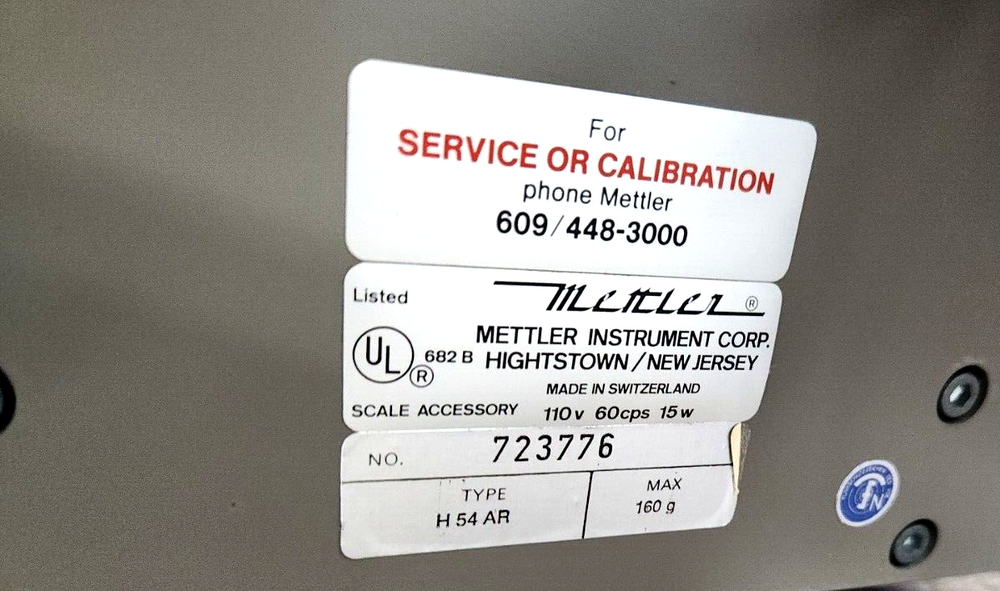 For
SERVICE OR CALIBRATION
phone Mettler
609/448-3000
Listed
Mettler ®
UL ® 682 B
METTLER INSTRUMENT CORP.
HIGHTSTOWN / NEW JERSEY
MADE IN SWITZERLAND
SCALE ACCESSORY 110v 60cps 15w
NO. 723776
TYPE
H 54 AR
MAX
160 g